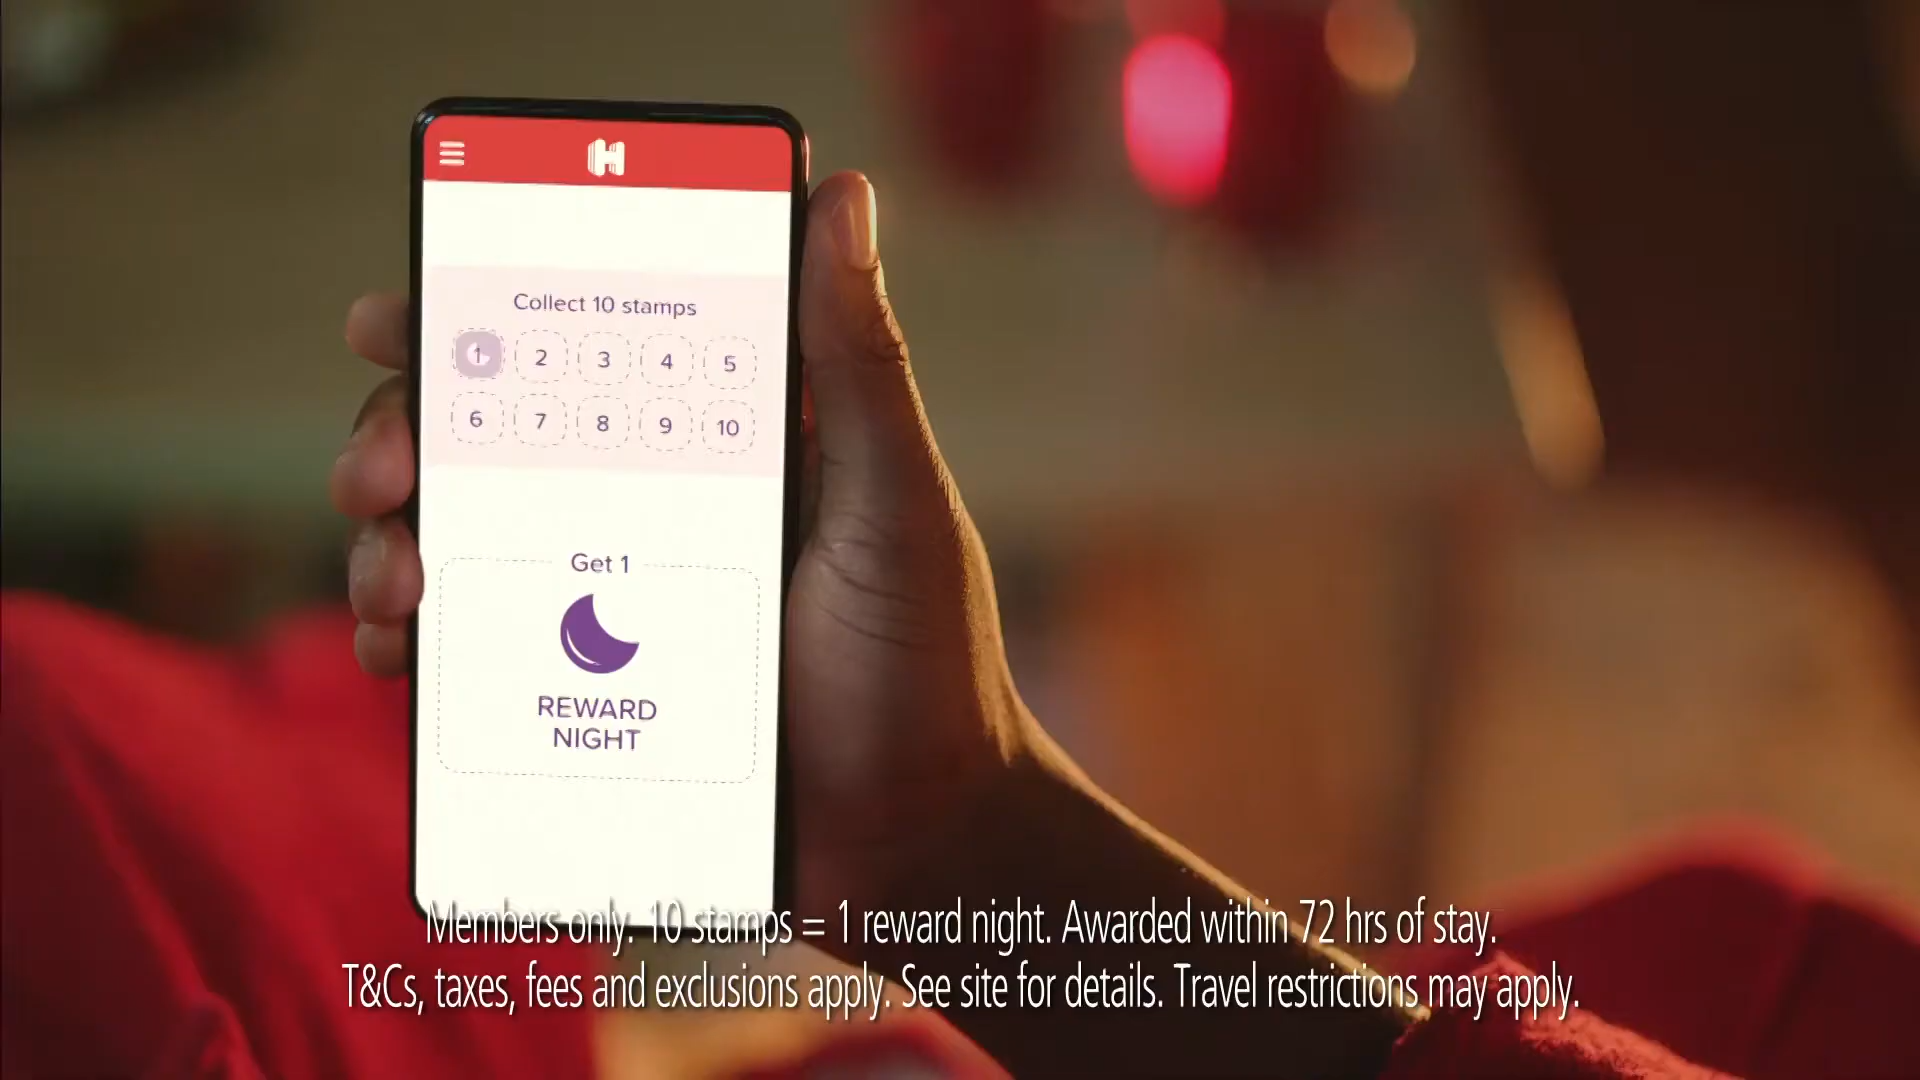 H
Collect 10 stamps
1 2 3 4 5
6 7 8 9 10
Get 1
REWARD
NIGHT
Members only. 10 stamps = 1 reward night. Awarded within 72 hrs of stay.
T&Cs, taxes, fees and exclusions apply. See site for details. Travel restrictions may apply.